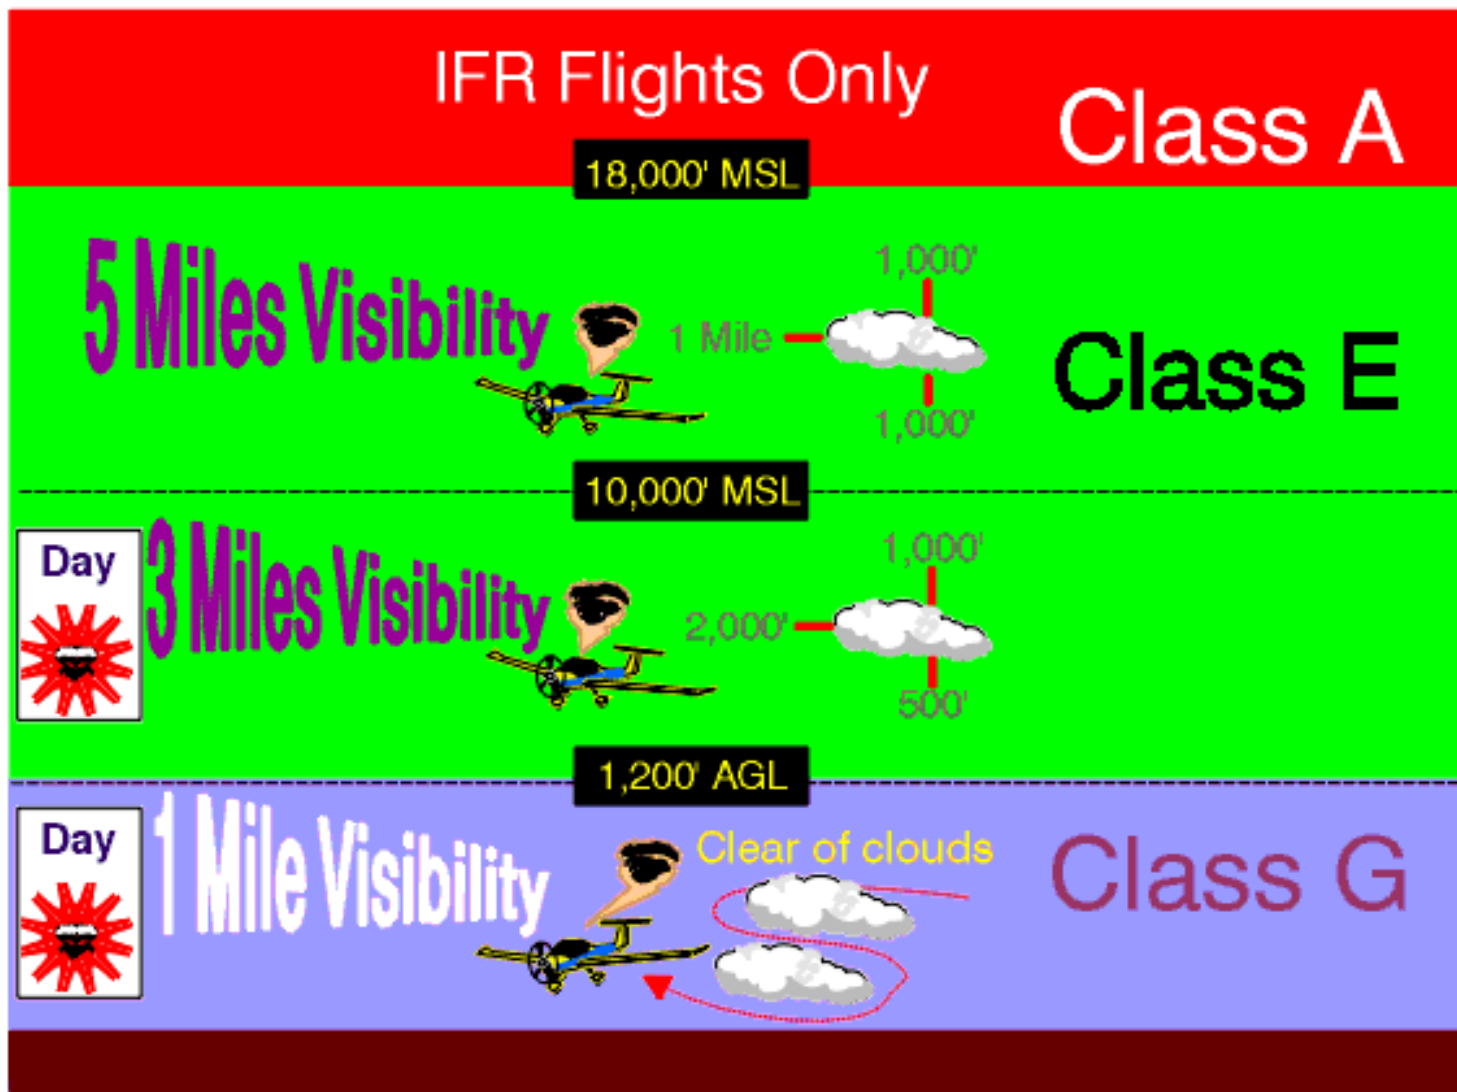 IFR Flights Only
Class A
18,000' MSL
5 Miles Visibility
1,000'
1 Mile
1,000'
Class E
10,000' MSL
Day
3 Miles Visibility
1,000'
2,000'
500'
1,200' AGL
Day
1 Mile Visibility
Clear of clouds
Class G